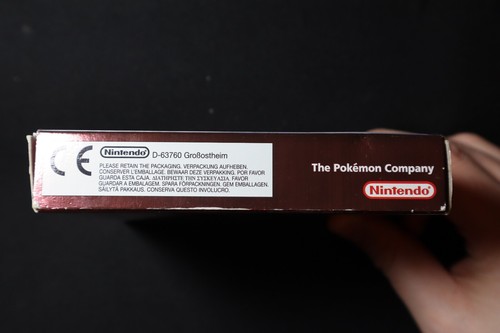 CE
Nintendo D-63760 Großostheim
PLEASE RETAIN THE PACKAGING. VERPACKUNG AUFHEBEN.
CONSERVER L'EMBALLAGE. BEWAAR DEZE VERPAKKING. POR FAVOR
GUARDA ESTA CAJA. ΔΙΑΤΗΡΗΣΤΕ ΤΗΝ ΣΥΣΚΕΥΑΣΙΑ. FAVOR
GUARDAR A EMBALAGEM. SPARA FÖRPACKNINGEN. GEM EMBALLAGEN.
SÄILYTÄ PAKKAUS. CONSERVA QUESTO INVOLUCRO.
The Pokémon Company
Nintendo